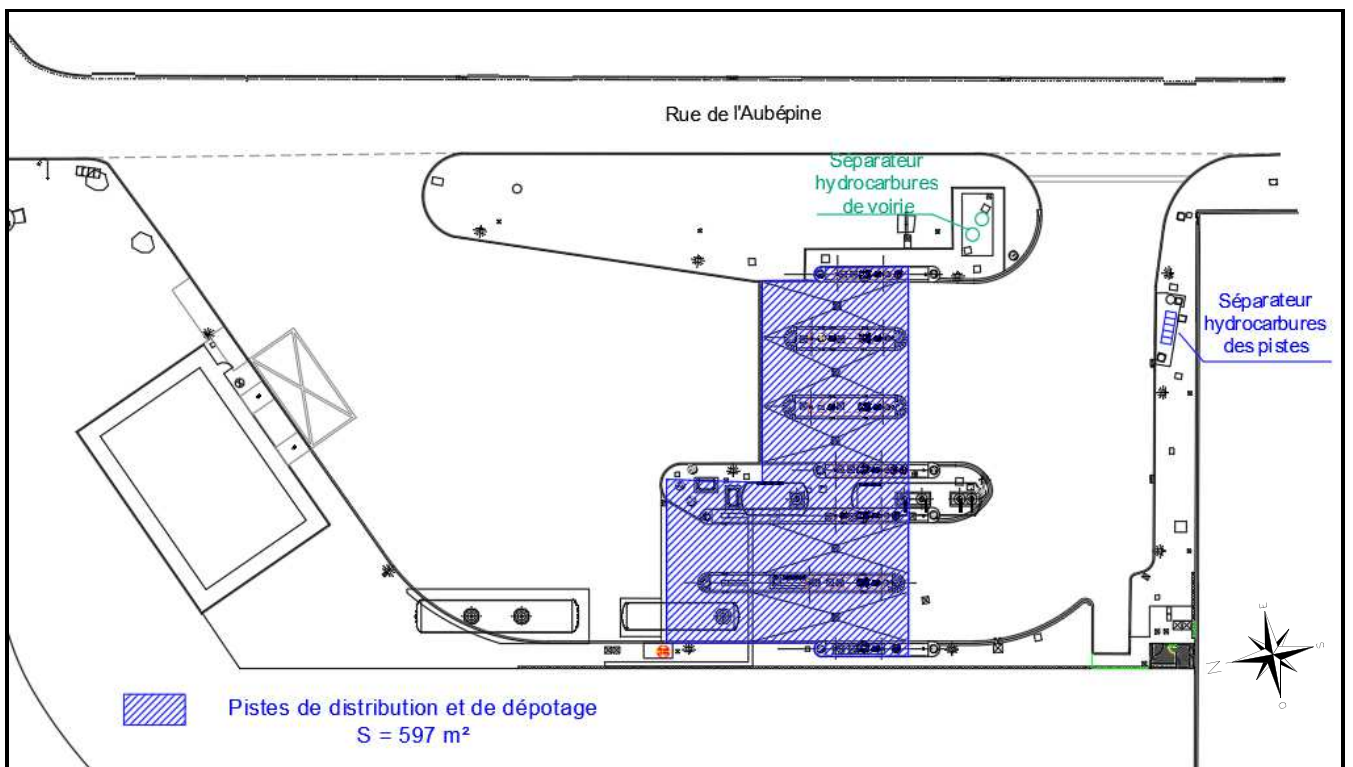 Rue de l'Aubépine
Séparateur
hydrocarbures
de voirie
Séparateur
hydrocarbures
des pistes
E
N
S
O
Pistes de distribution et de dépotage
S = 597 m²